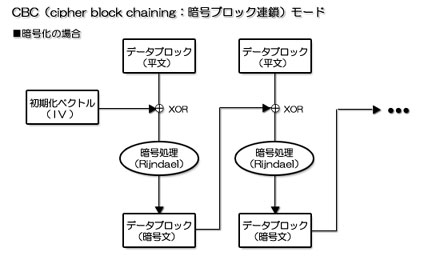 CBC（cipher block chaining：暗号ブロック連鎖）モード
■暗号化の場合
データブロック
（平文）
データブロック
（平文）
初期化ベクトル
（IV）
XOR
XOR
暗号処理
（Rijndael）
暗号処理
（Rijndael）
データブロック
（暗号文）
データブロック
（暗号文）
●●●